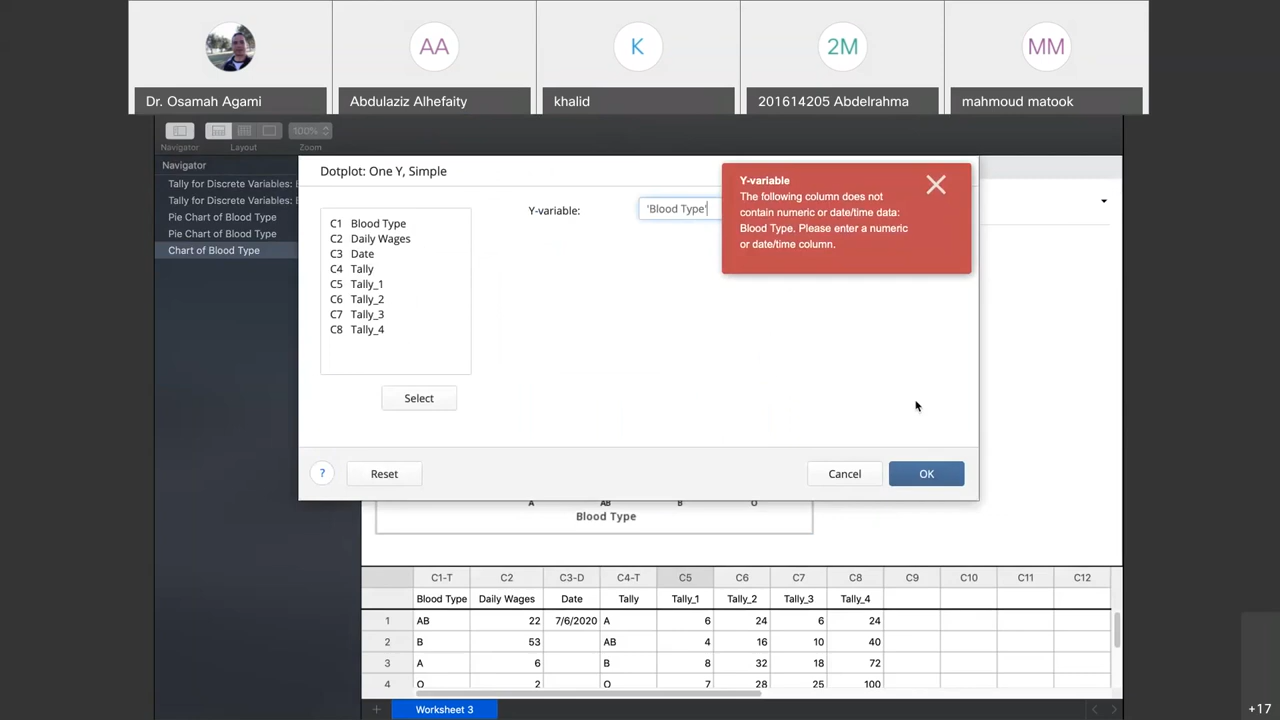 AA
K
2M
MM
Dr. Osamah Agami
Abdulaziz Alhefaity
khalid
201614205 Abdelrahma
mahmoud matook
100%
Navigator
Layout
Zoom
Navigator
Tally for Discrete Variables:
Tally for Discrete Variables:
Pie Chart of Blood Type
Pie Chart of Blood Type
Chart of Blood Type
Dotplot: One Y, Simple
C1 Blood Type
C2 Daily Wages
C3 Date
C4 Tally
C5 Tally_1
C6 Tally_2
C7 Tally_3
C8 Tally_4
Select
Y-variable:
'Blood Type'
Y-variable
The following column does not
contain numeric or date/time data:
Blood Type. Please enter a numeric
or date/time column.
?
Reset
Cancel
OK
A AB B O
Blood Type
C1-T C2 C3-D C4-T C5 C6 C7 C8 C9 C10 C11 C12
Blood Type Daily Wages Date Tally Tally_1 Tally_2 Tally_3 Tally_4
1 AB 22 7/6/2020 A 6 24 6 24
2 B 53 AB 4 16 10 40
3 A 6 B 8 32 18 72
4 O 2 O 7 28 25 100
+ Worksheet 3
+17